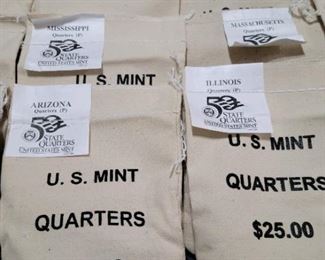 MISSISSIPPI
Quarters (P)
50
STATE
QUARTERS
UNITED STATES MINT
U. S. MINT
MASSACHUSETTS
Quarters (P)
50
ARIZONA
Quarters (P)
50
STATE
QUARTERS
UNITED STATES MINT
U. S. MINT
QUARTERS
ILLINOIS
Quarters (P)
50
STATE
QUARTERS
UNITED STATES MINT
U. S. MINT
QUARTERS
$25.00